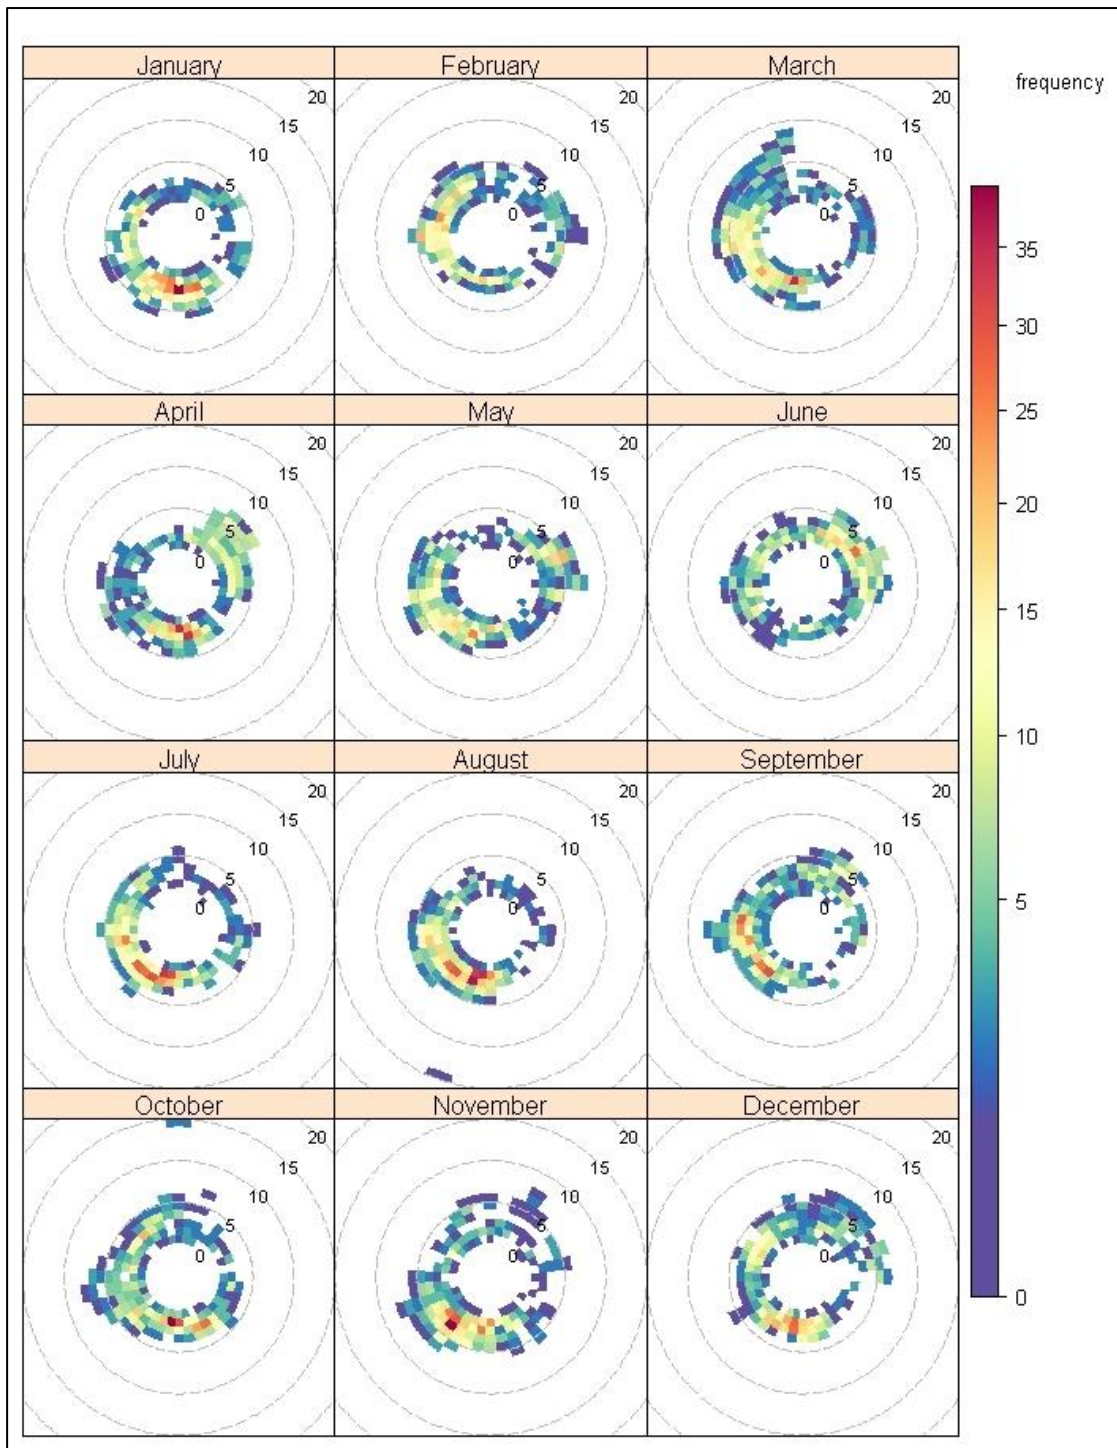 January February March
frequency
20 20 20
15 15 15
10 10 10
5 5 5
0 0 0
35
30
April May June
25
20 20 20
15 15 15
10 10 10
5 5 5
0 0 0
15
July August September
10
20 20 20
15 15 15
10 10 10
5 5 5
0 0 0
5
October November December
20 20 20
15 15 15
10 10 10
5 5 5
0 0 0
0